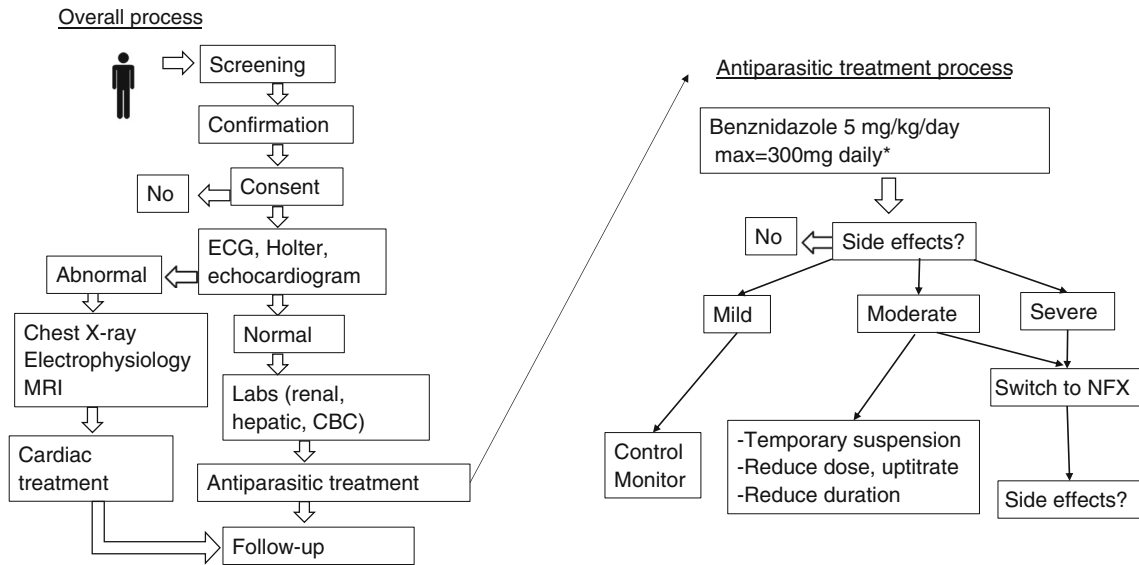 Overall process
Screening
Confirmation
Consent
No
ECG, Holter,
echocardiogram
Abnormal
Normal
Chest X-ray
Electrophysiology
MRI
Labs (renal,
hepatic, CBC)
Cardiac
treatment
Antiparasitic treatment
Follow-up
Antiparasitic treatment process
Benznidazole 5 mg/kg/day
max=300mg daily*
Side effects?
No
Mild
Moderate
Severe
Switch to NFX
Control
Monitor
-Temporary suspension
-Reduce dose, uptitrate
-Reduce duration
Side effects?